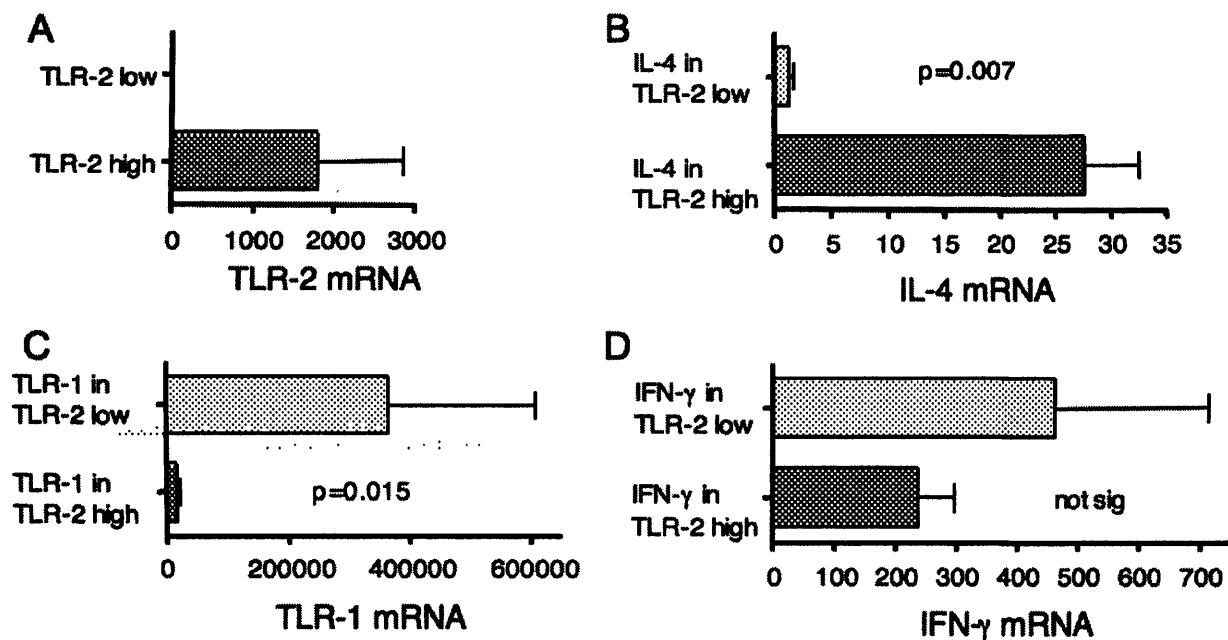 A
TLR-2 low
TLR-2 high
0 1000 2000 3000
TLR-2 mRNA
B
IL-4 in
TLR-2 low
p=0.007
IL-4 in
TLR-2 high
0 5 10 15 20 25 30 35
IL-4 mRNA
C
TLR-1 in
TLR-2 low
TLR-1 in
TLR-2 high
p=0.015
0 200000 400000 600000
TLR-1 mRNA
D
IFN-γ in
TLR-2 low
IFN-γ in
TLR-2 high
not sig
0 100 200 300 400 500 600 700
IFN-γ mRNA